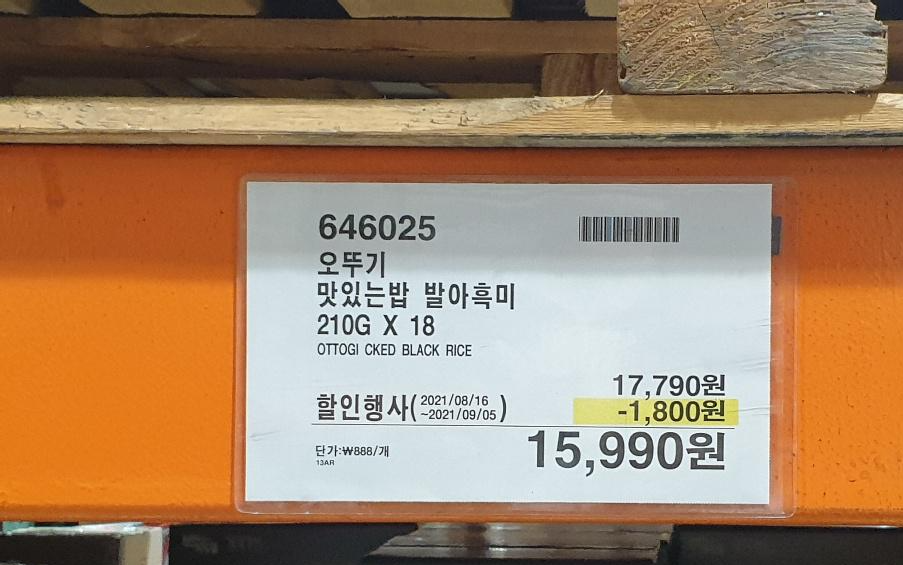 646025
오뚜기
맛있는밥 발아흑미
210G X 18
OTTOGI CKED BLACK RICE
17,790원
할인행사(2021/08/16 ~2021/09/05) -1,800원
15,990원
단가:₩888/개
13AR